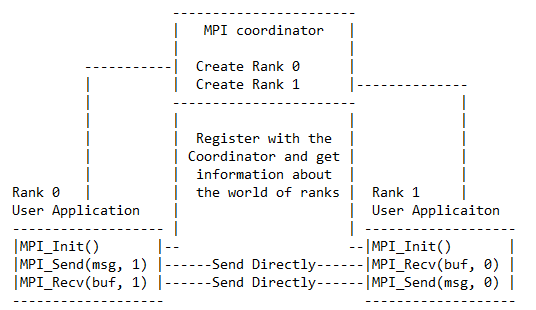 MPI coordinator
Create Rank 0
Create Rank 1
Register with the
Coordinator and get
information about
the world of ranks
Rank 0
User Application
MPI_Init()
MPI_Send(msg, 1)
MPI_Recv(buf, 1)
Send Directly
Send Directly
Rank 1
User Applicaiton
MPI_Init()
MPI_Recv(buf, 0)
MPI_Send(msg, 0)